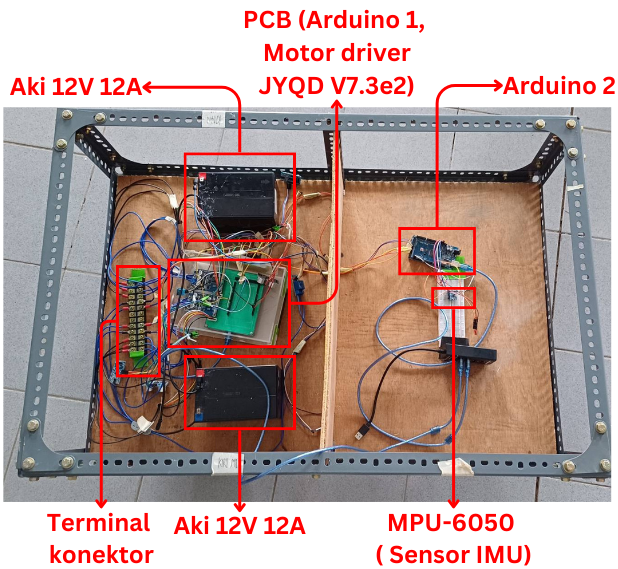 PCB (Arduino 1,
Motor driver
JYQD V7.3e2)
Aki 12V 12A
Arduino 2
Terminal
konektor
Aki 12V 12A
MPU-6050
( Sensor IMU)